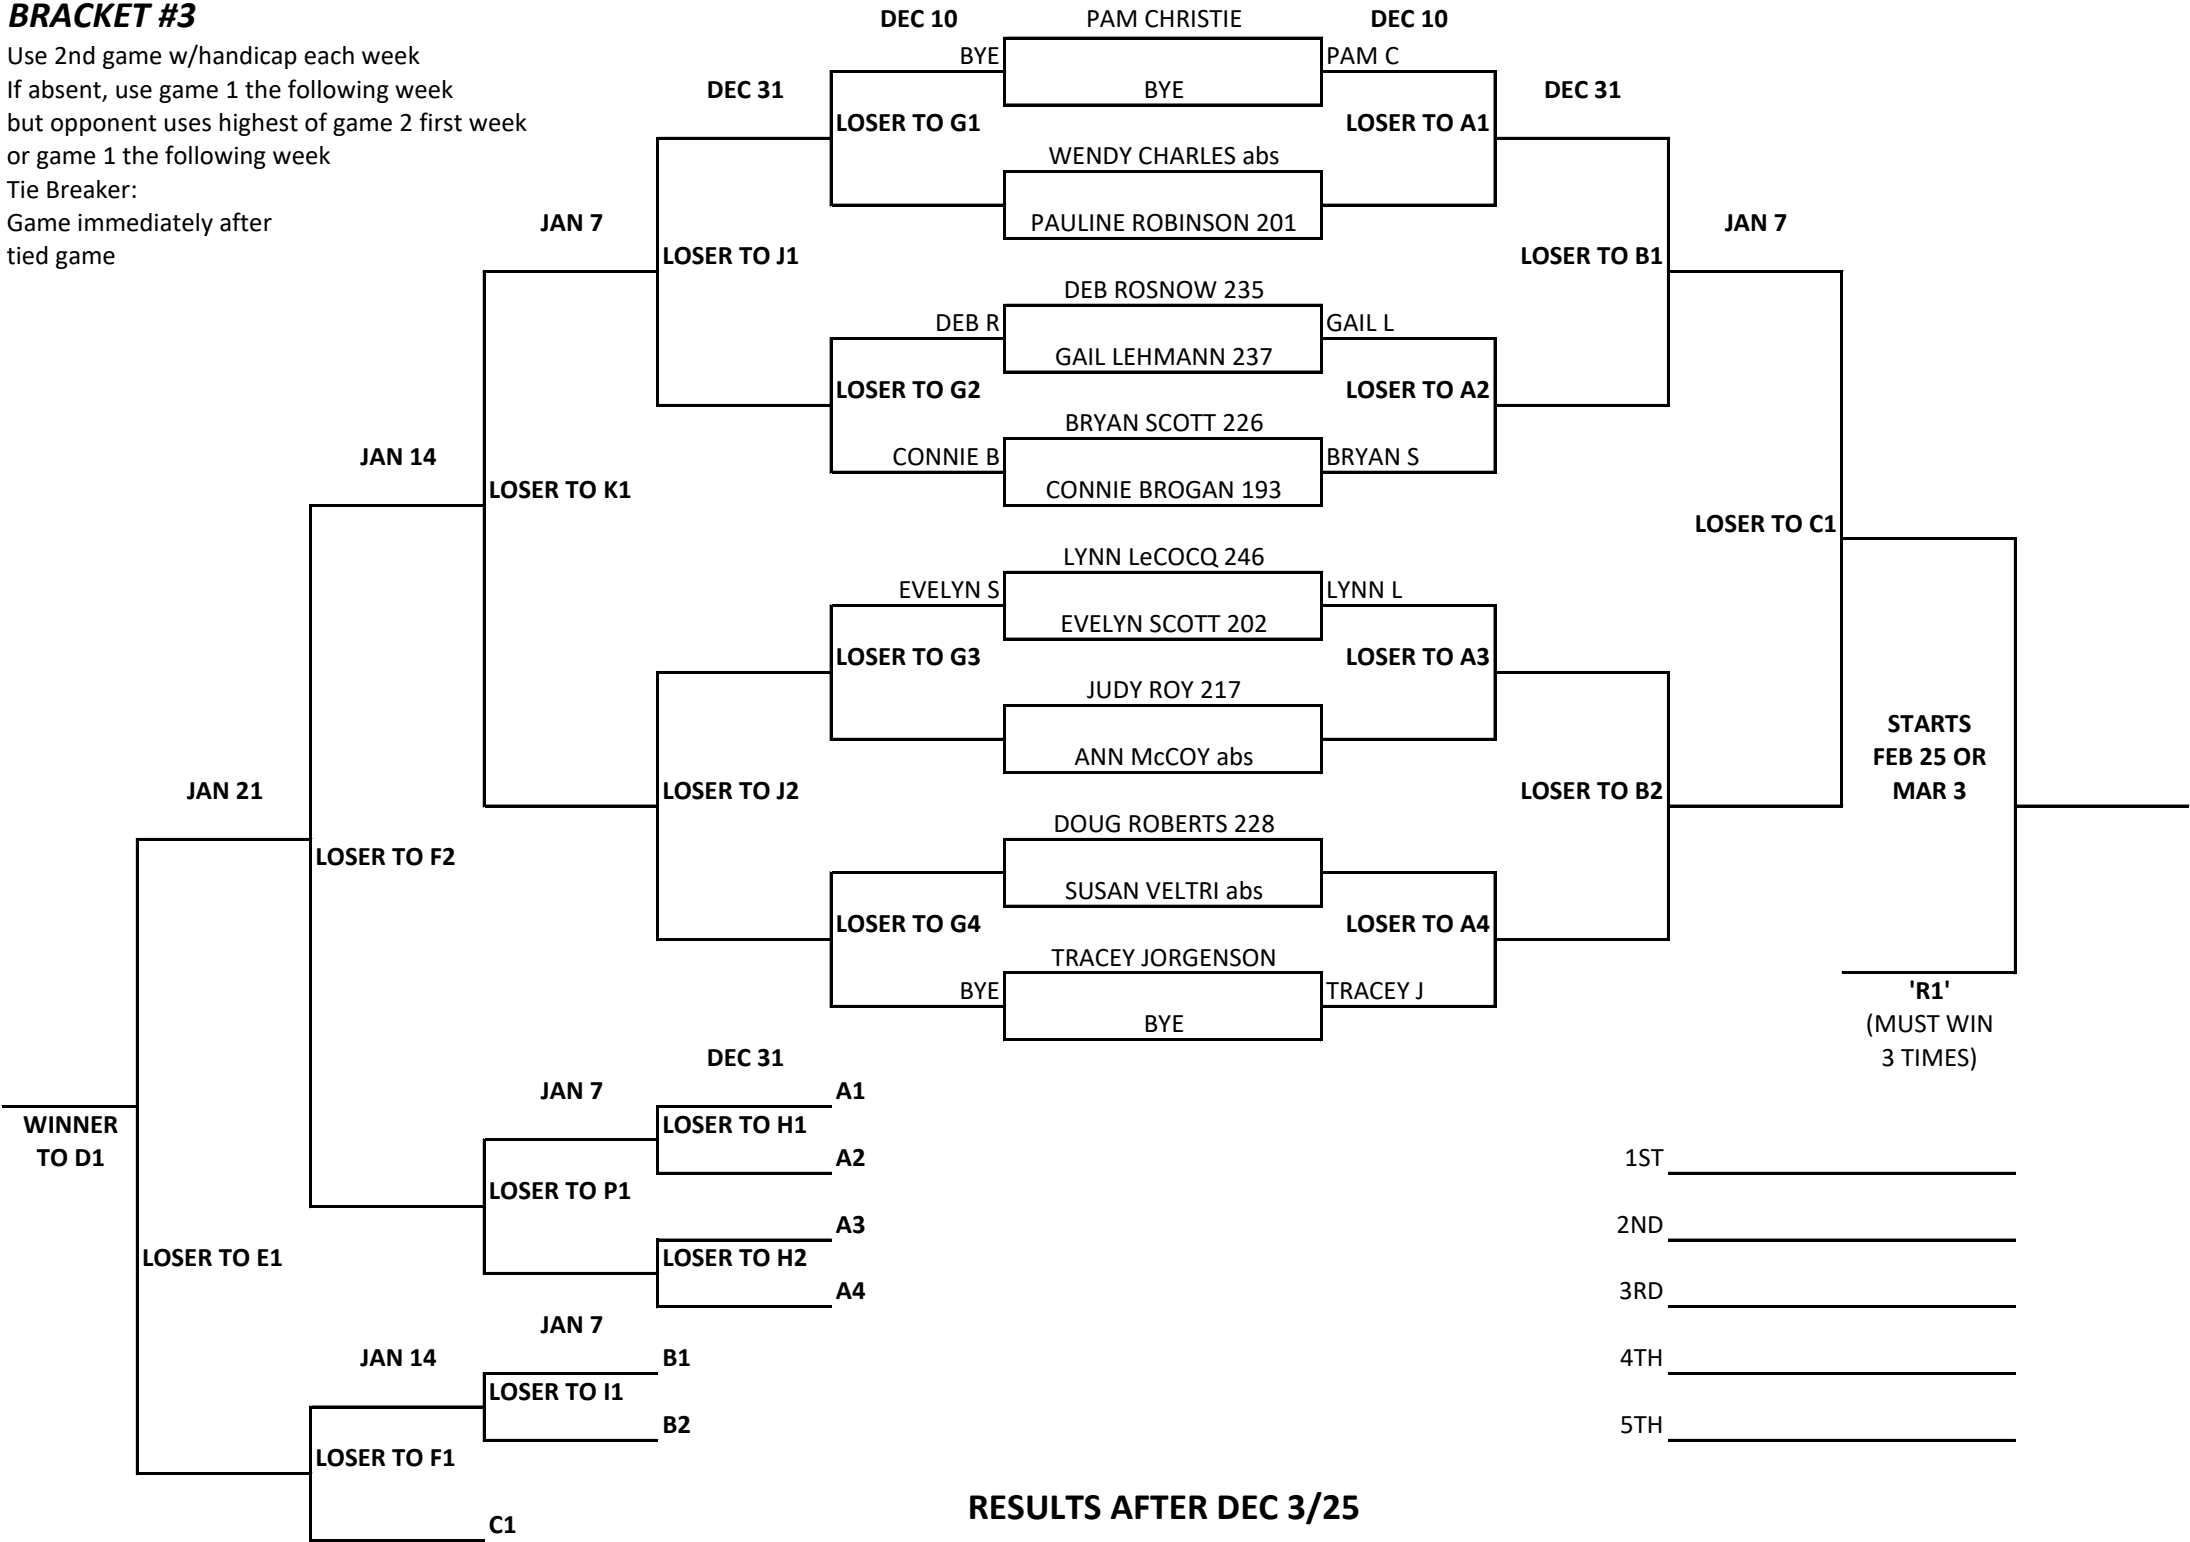 BRACKET #3
Use 2nd game w/handicap each week
If absent, use game 1 the following week
but opponent uses highest of game 2 first week
or game 1 the following week
Tie Breaker:
Game immediately after
tied game
DEC 10
PAM CHRISTIE
DEC 10
BYE
PAM C
DEC 31
BYE
DEC 31
LOSER TO G1
LOSER TO A1
WENDY CHARLES abs
JAN 7
PAULINE ROBINSON 201
JAN 7
LOSER TO J1
LOSER TO B1
DEB ROSNOW 235
DEB R
GAIL L
GAIL LEHMANN 237
LOSER TO G2
LOSER TO A2
BRYAN SCOTT 226
JAN 14
CONNIE B
BRYAN S
LOSER TO K1
CONNIE BROGAN 193
LOSER TO C1
LYNN LeCOCQ 246
EVELYN S
LYNN L
EVELYN SCOTT 202
LOSER TO G3
LOSER TO A3
JUDY ROY 217
STARTS
FEB 25 OR
MAR 3
ANN McCOY abs
JAN 21
LOSER TO J2
LOSER TO B2
DOUG ROBERTS 228
LOSER TO F2
SUSAN VELTRI abs
LOSER TO G4
LOSER TO A4
TRACEY JORGENSON
BYE
TRACEY J
'R1'
(MUST WIN
3 TIMES)
BYE
DEC 31
JAN 7
A1
WINNER
TO D1
LOSER TO H1
A2
1ST
LOSER TO P1
A3
2ND
LOSER TO E1
LOSER TO H2
A4
3RD
JAN 7
JAN 14
B1
4TH
LOSER TO I1
B2
5TH
LOSER TO F1
C1
RESULTS AFTER DEC 3/25